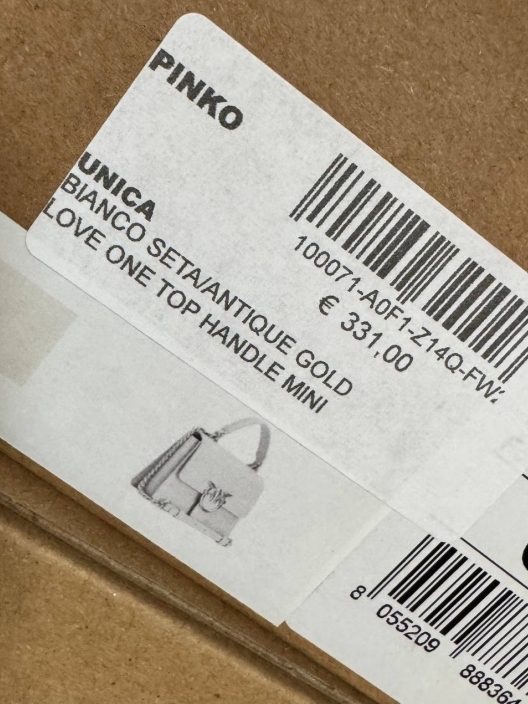 PINKO
UNICA
BIANCO SETA/ANTIQUE GOLD
LOVE ONE TOP HANDLE MINI
100071-A0F1-Z14Q-FW
€ 331,00
8 055209 88836